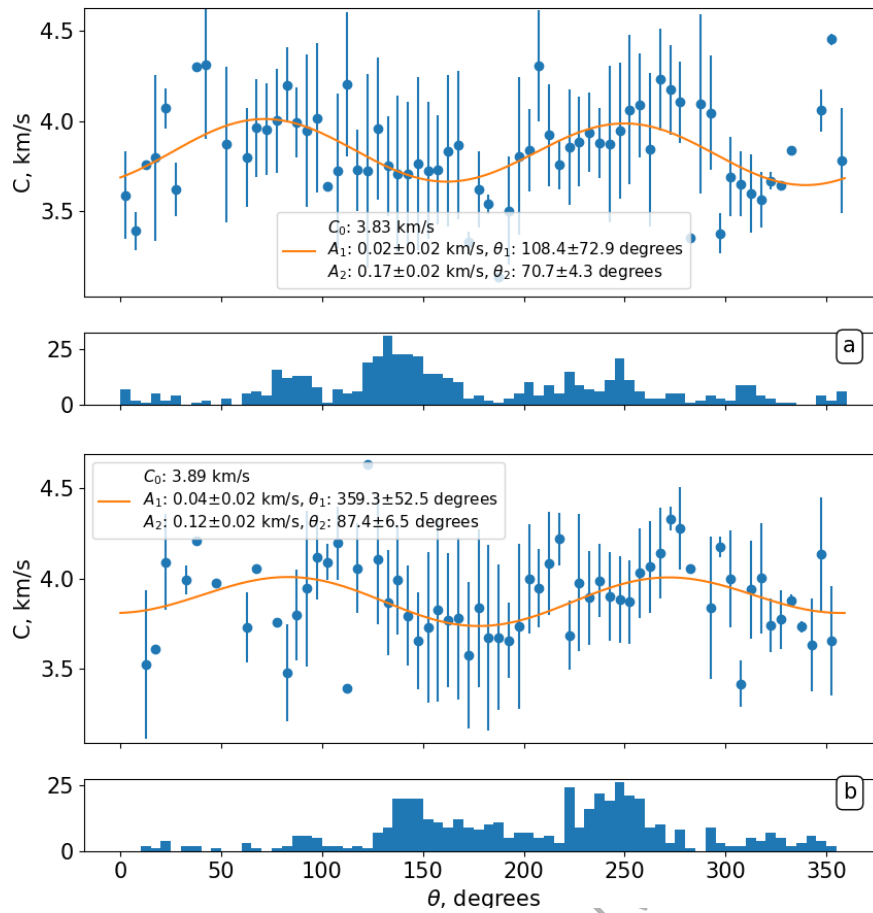 4.5
4.0
3.5
C, km/s
C₀: 3.83 km/s
A₁: 0.02±0.02 km/s, θ₁: 108.4±72.9 degrees
A₂: 0.17±0.02 km/s, θ₂: 70.7±4.3 degrees
25
0
a
4.5
4.0
3.5
C, km/s
C₀: 3.89 km/s
A₁: 0.04±0.02 km/s, θ₁: 359.3±52.5 degrees
A₂: 0.12±0.02 km/s, θ₂: 87.4±6.5 degrees
25
0
b
0 50 100 150 200 250 300 350
θ, degrees